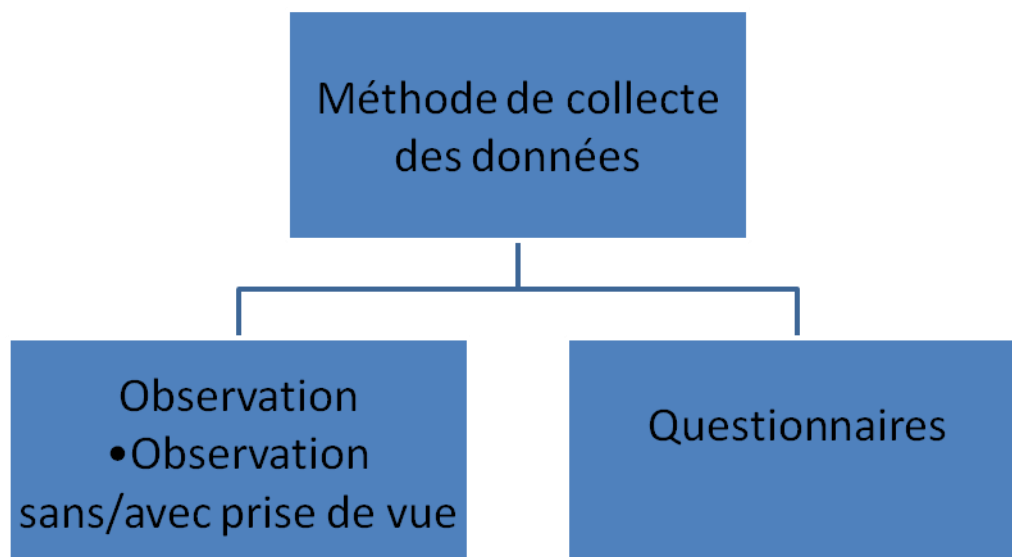 Méthode de collecte
des données
Observation
•Observation
sans/avec prise de vue
Questionnaires